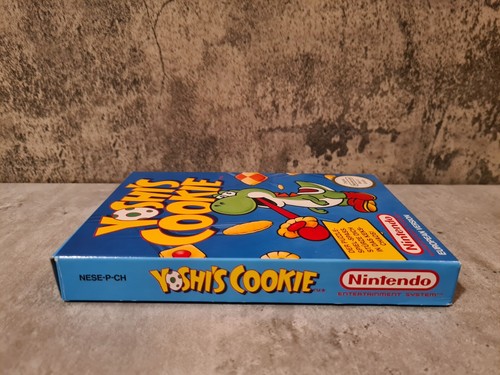 YOSHI'S
COOKIE
Nintendo
EUROPEAN VERSION
NESE-P-CH
YOSHI'S COOKIE
Nintendo
ENTERTAINMENT SYSTEM